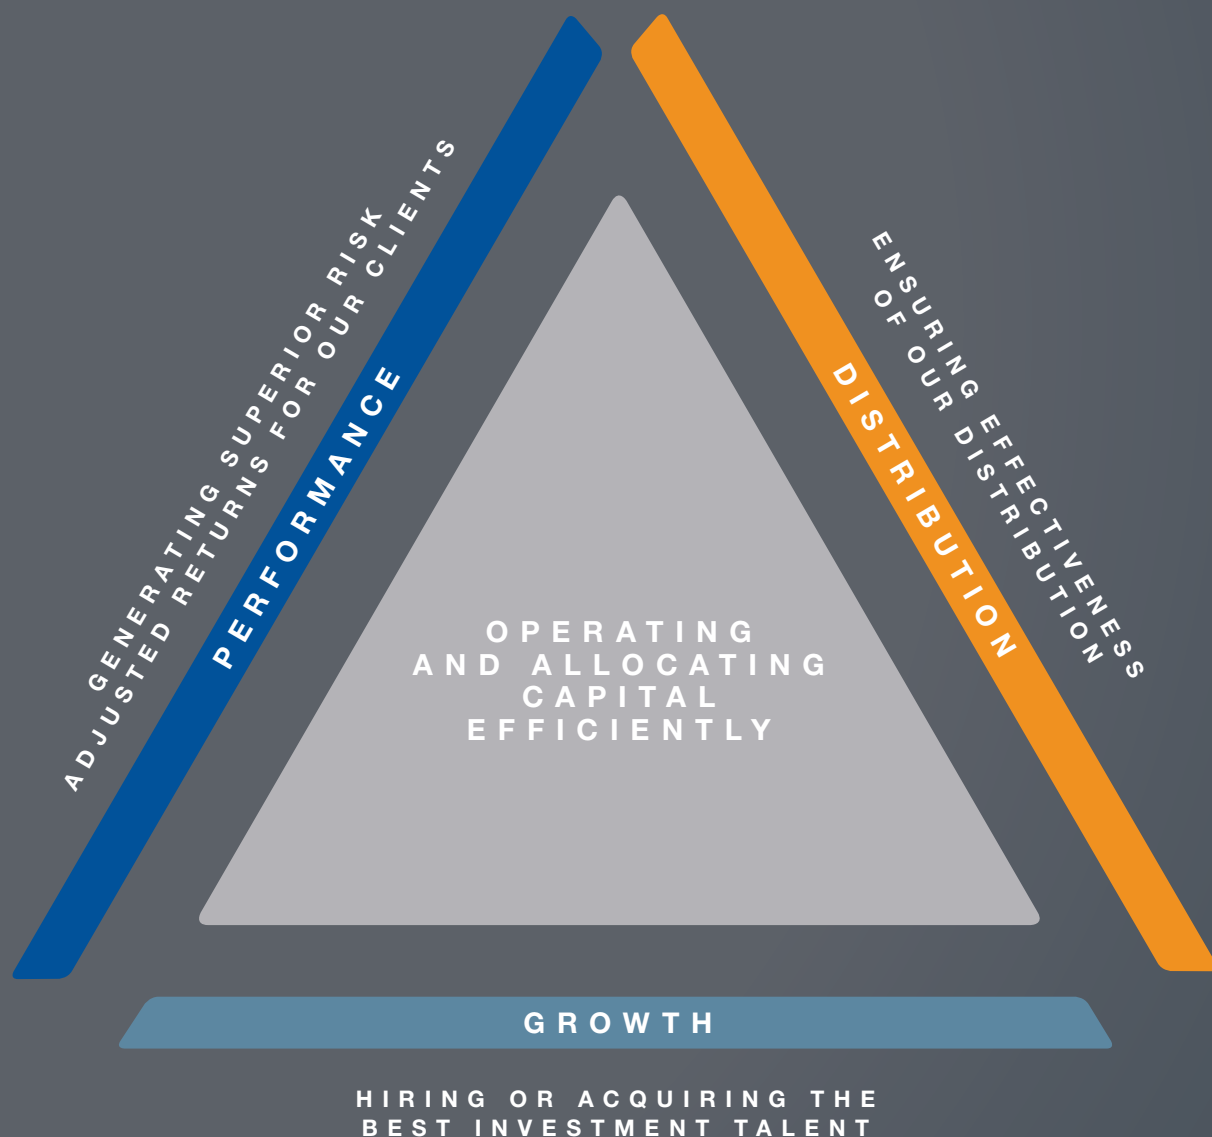 GENERATING SUPERIOR RISK
ADJUSTED RETURNS FOR OUR CLIENTS
PERFORMANCE
ENSURING EFFECTIVENESS
OF OUR DISTRIBUTION
DISTRIBUTION
OPERATING
AND ALLOCATING
CAPITAL
EFFICIENTLY
GROWTH
HIRING OR ACQUIRING THE
BEST INVESTMENT TALENT